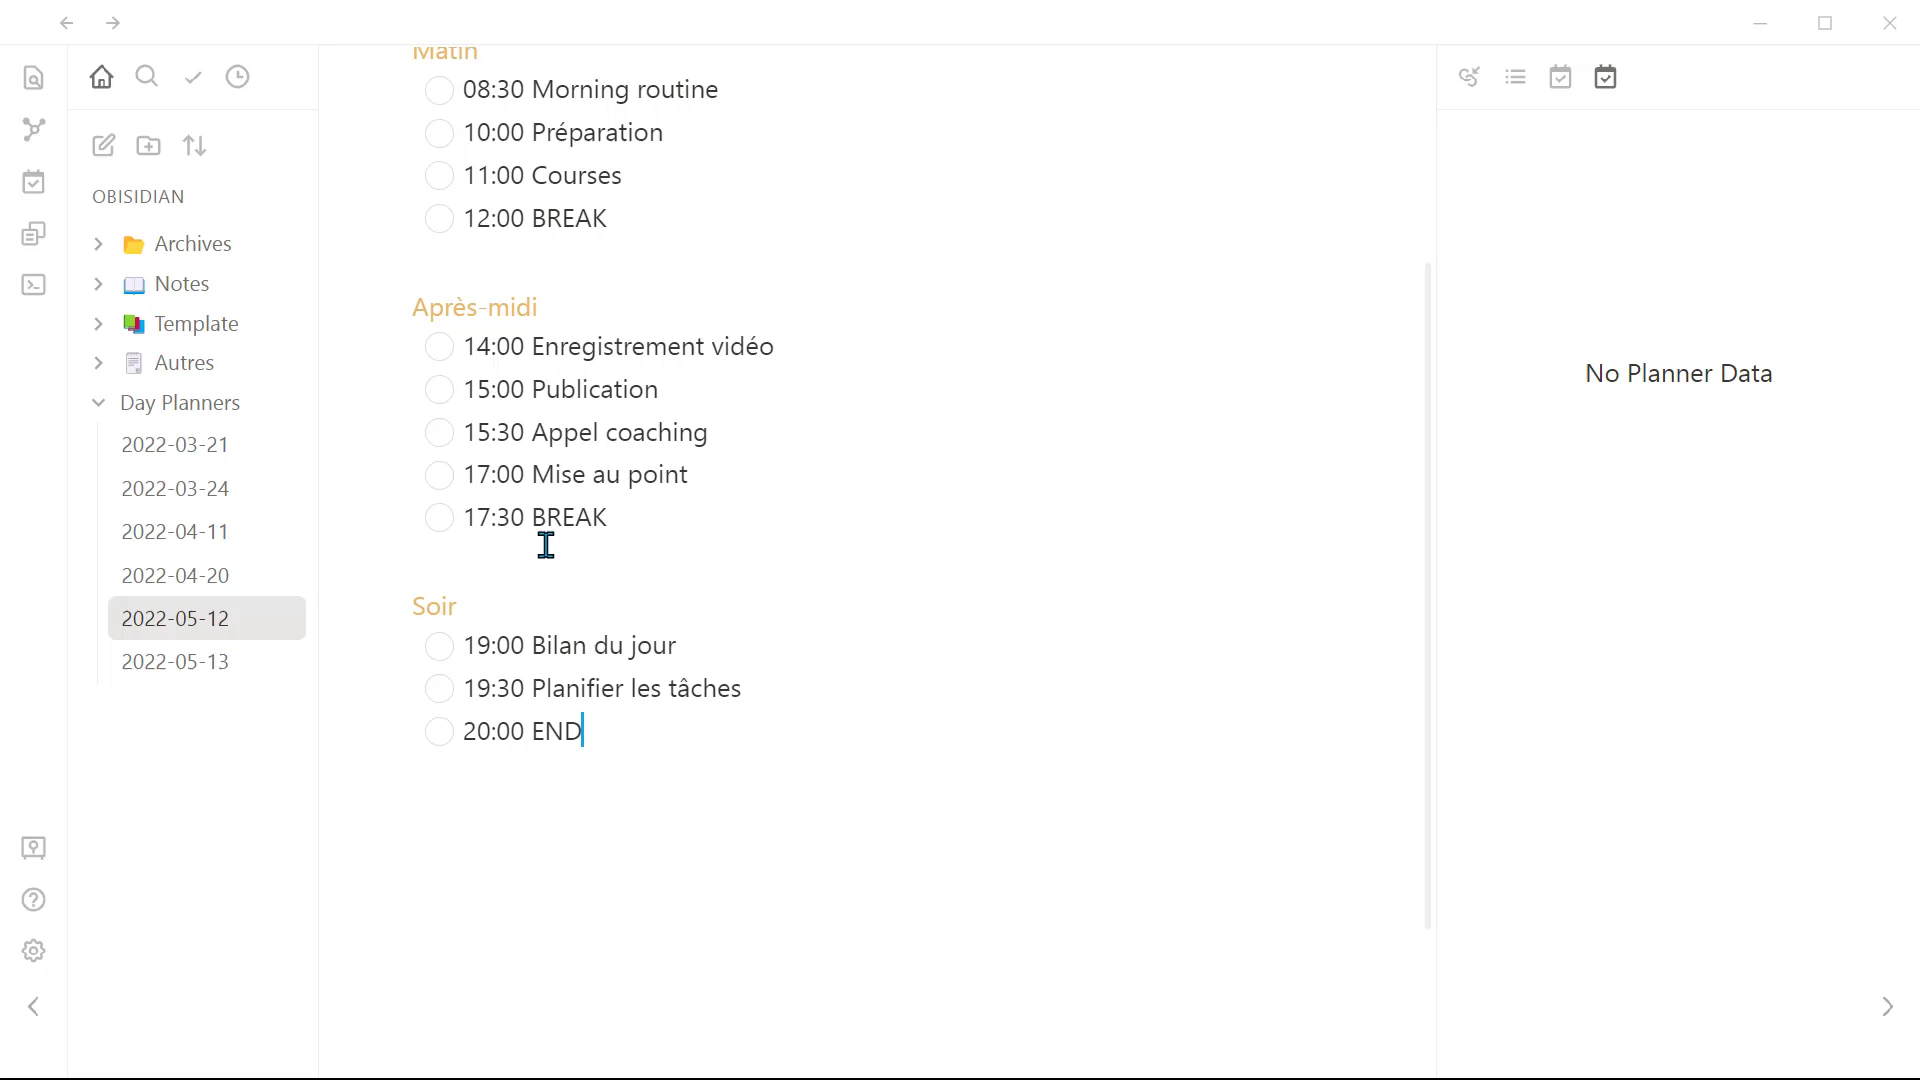 OBISIDIAN
Archives
Notes
Template
Autres
Day Planners
2022-03-21
2022-03-24
2022-04-11
2022-04-20
2022-05-12
2022-05-13
Matin
08:30 Morning routine
10:00 Préparation
11:00 Courses
12:00 BREAK
Après-midi
14:00 Enregistrement vidéo
15:00 Publication
15:30 Appel coaching
17:00 Mise au point
17:30 BREAK
Soir
19:00 Bilan du jour
19:30 Planifier les tâches
20:00 END
No Planner Data